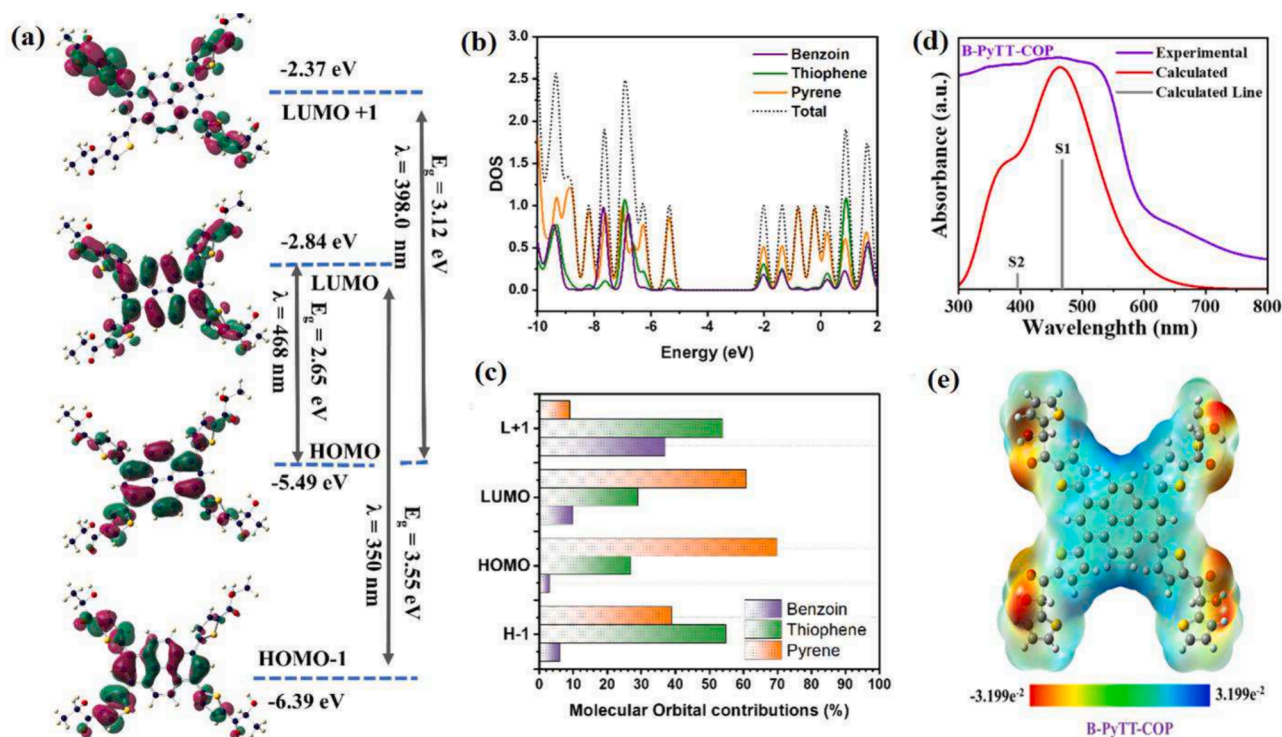 (a)
-2.37 eV
LUMO +1
E_g = 3.12 eV
λ = 398.0 nm
-2.84 eV
LUMO
E_g = 2.65 eV
λ = 468 nm
HOMO
-5.49 eV
E_g = 3.55 eV
λ = 350 nm
HOMO-1
-6.39 eV
(b)
3.0
2.5
2.0
1.5
1.0
0.5
0.0
DOS
Benzoin
Thiophene
Pyrene
Total
-10 -8 -6 -4 -2 0 2
Energy (eV)
(c)
L+1
LUMO
HOMO
H-1
Benzoin
Thiophene
Pyrene
0 10 20 30 40 50 60 70 80 90 100
Molecular Orbital contributions (%)
(d)
B-PyTT-COP
Experimental
Calculated
Calculated Line
Absorbance (a.u.)
S1
S2
300 400 500 600 700 800
Wavelenghth (nm)
(e)
-3.199e⁻²
3.199e⁻²
B-PyTT-COP